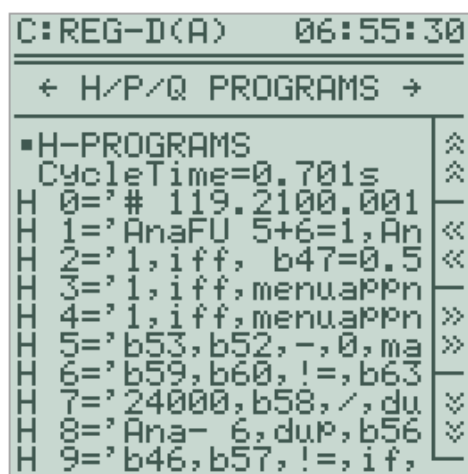 C:REG-D(A) 06:55:30
← H/P/Q PROGRAMS →
▪H-PROGRAMS
CycleTime=0.701s
H 0='# 119.2100.001
H 1='AnaFU 5+6=1,An
H 2='1,iff, b47=0.5
H 3='1,iff,menuappn
H 4='1,iff,menuappn
H 5='b53,b52,-,0,ma
H 6='b59,b60,!=,b63
H 7='24000,b58,/,du
H 8='Ana- 6,dup,b56
H 9='b46,b57,!=,if,